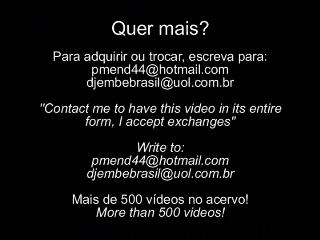 Quer mais?
Para adquirir ou trocar, escreva para:
pmend44@hotmail.com
djembebrasil@uol.com.br
"Contact me to have this video in its entire
form, I accept exchanges"
Write to:
pmend44@hotmail.com
djembebrasil@uol.com.br
Mais de 500 vídeos no acervo!
More than 500 videos!